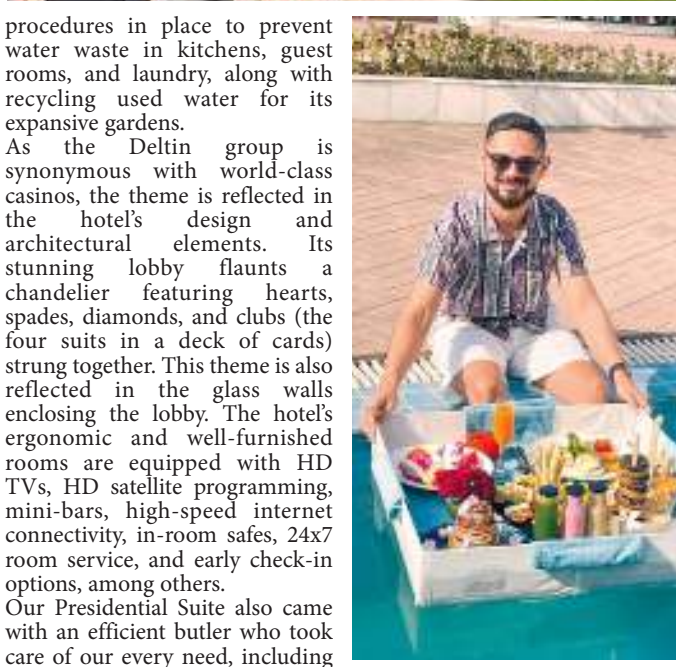 procedures in place to prevent
water waste in kitchens, guest
rooms, and laundry, along with
recycling used water for its
expansive gardens.
As the Deltin group is
synonymous with world-class
casinos, the theme is reflected in
the hotel's design and
architectural elements. Its
stunning lobby flaunts a
chandelier featuring hearts,
spades, diamonds, and clubs (the
four suits in a deck of cards)
strung together. This theme is also
reflected in the glass walls
enclosing the lobby. The hotel's
ergonomic and well-furnished
rooms are equipped with HD
TVs, HD satellite programming,
mini-bars, high-speed internet
connectivity, in-room safes, 24x7
room service, and early check-in
options, among others.
Our Presidential Suite also came
with an efficient butler who took
care of our every need, including